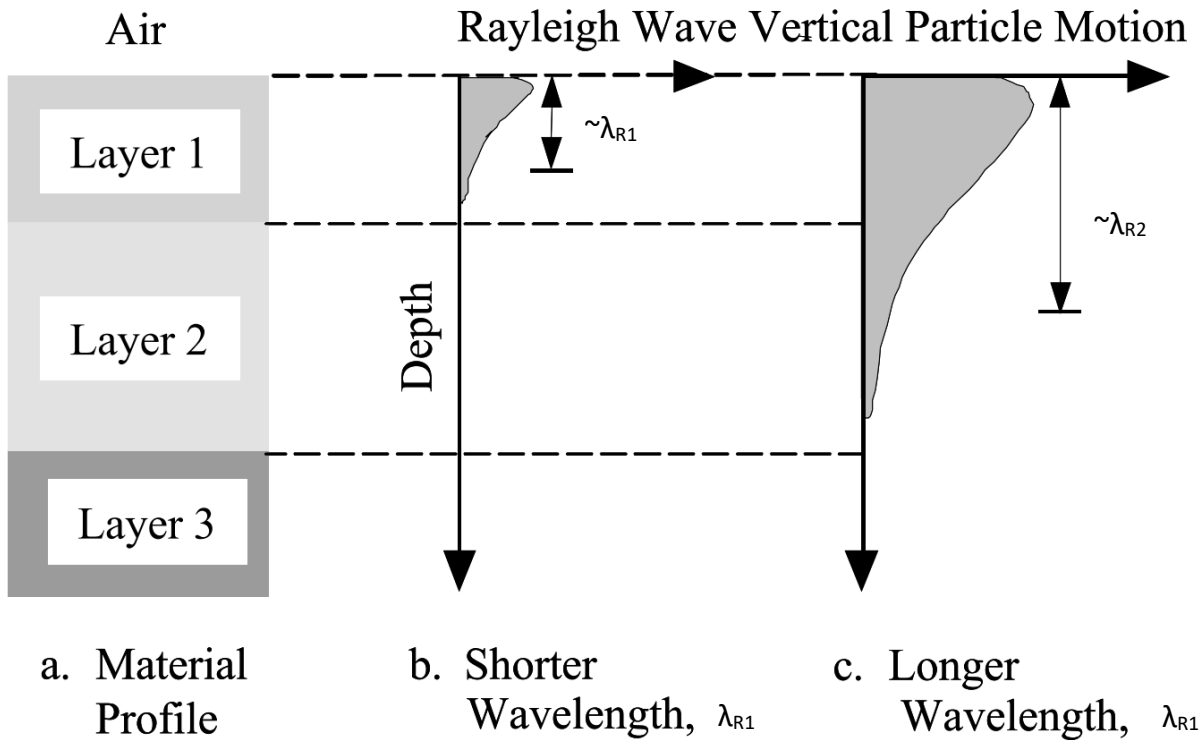 Air
Rayleigh Wave Vertical Particle Motion
Layer 1
~λR1
~λR2
Layer 2
Depth
Layer 3
a. Material
Profile
b. Shorter
Wavelength, λR1
c. Longer
Wavelength, λR1